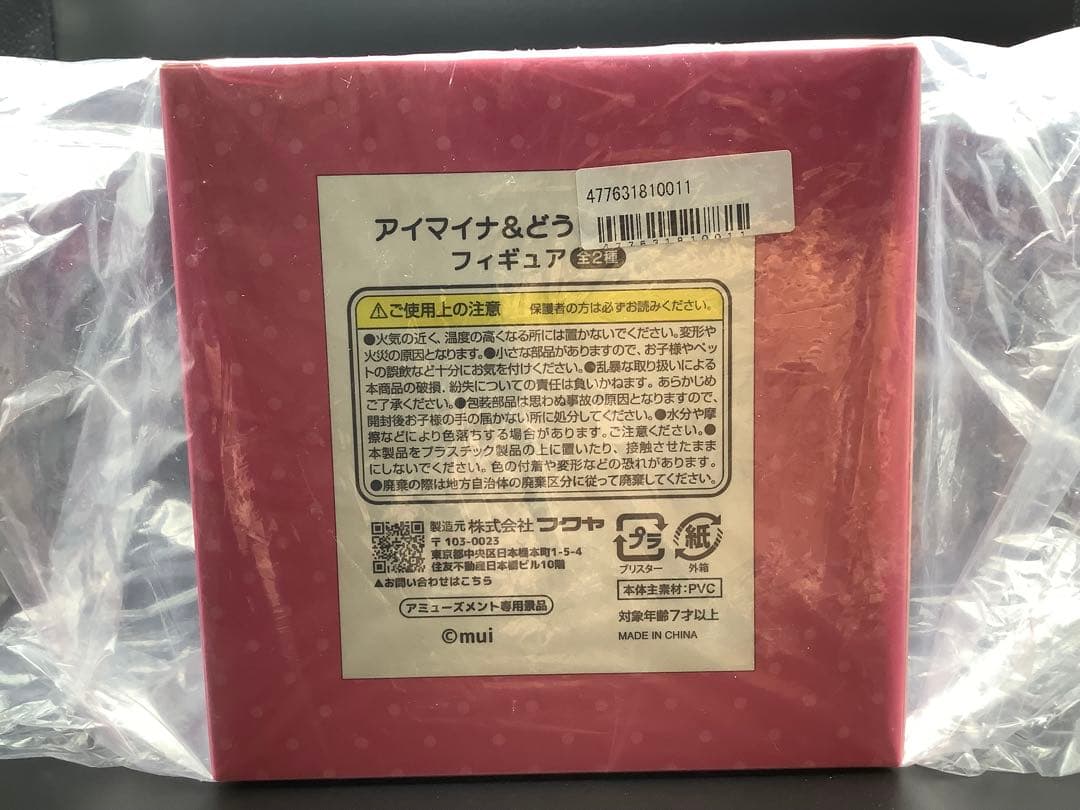 477631810011
アイマイナ&どう
フィギュア 全2種
⚠ご使用上の注意 保護者の方は必ずお読みください。
●火気の近く、温度の高くなる所には置かないでください。変形や
火災の原因となります。●小さな部品がありますので、お子様やペッ
トの誤飲など十分にお気を付けください。●乱暴な取り扱いによる
本商品の破損、紛失についての責任は負いかねます。あらかじめ
ご了承ください。●包装部品は思わぬ事故の原因となりますので、
開封後お子様の手の届かない所に処分してください。●水分や摩
擦などにより色落ちする場合があります。ご注意ください。●
本製品をプラスチック製品の上に置いたり、接触させたまま
にしないでください。色の付着や変形などの恐れがあります。
●廃棄の際は地方自治体の廃棄区分に従って廃棄してください。
製造元 株式会社フクヤ
〒103-0023
東京都中央区日本橋本町1-5-4
住友不動産日本橋ビル10階
▲お問い合わせはこちら
アミューズメント専用景品
©mui
プラ
ブリスター
紙
外箱
本体主素材:PVC
対象年齢7才以上
MADE IN CHINA